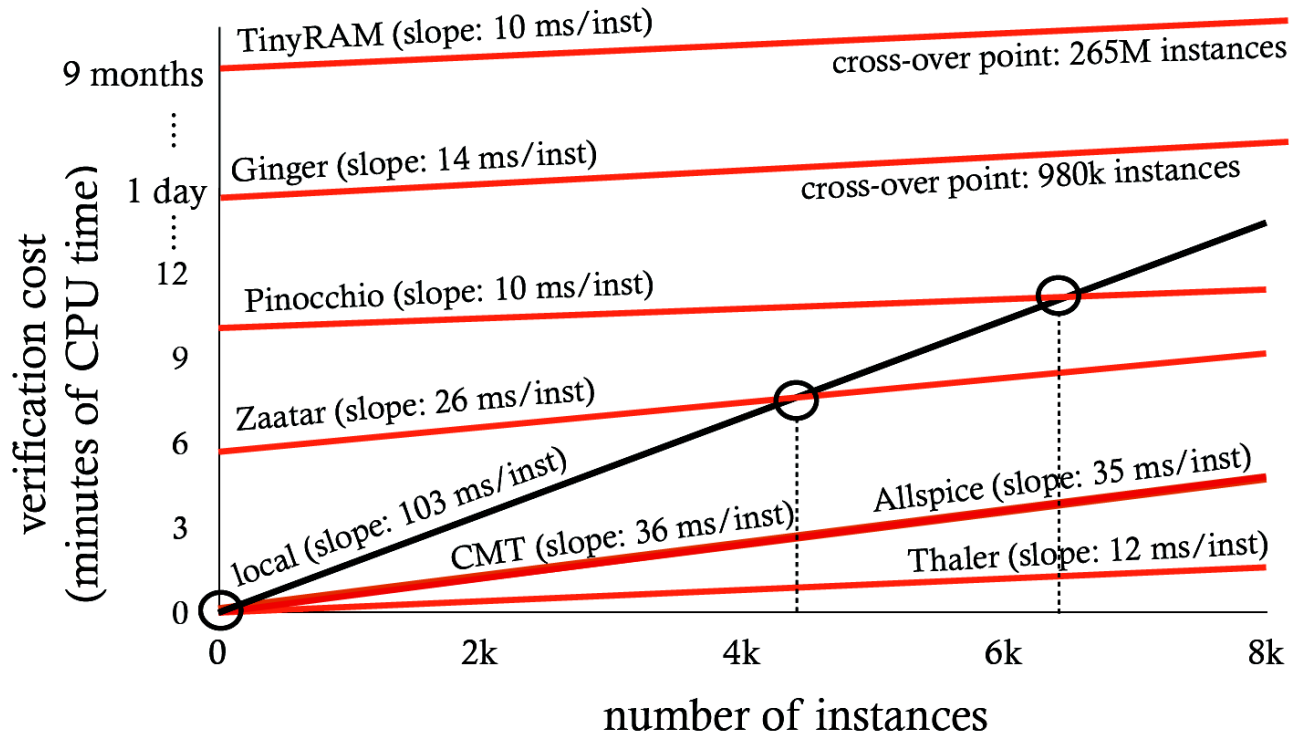 TinyRAM (slope: 10 ms/inst)
cross-over point: 265M instances
9 months
Ginger (slope: 14 ms/inst)
cross-over point: 980k instances
1 day
12
Pinocchio (slope: 10 ms/inst)
9
Zaatar (slope: 26 ms/inst)
6
local (slope: 103 ms/inst)
Allspice (slope: 35 ms/inst)
CMT (slope: 36 ms/inst)
3
Thaler (slope: 12 ms/inst)
0
verification cost
(minutes of CPU time)
0 2k 4k 6k 8k
number of instances